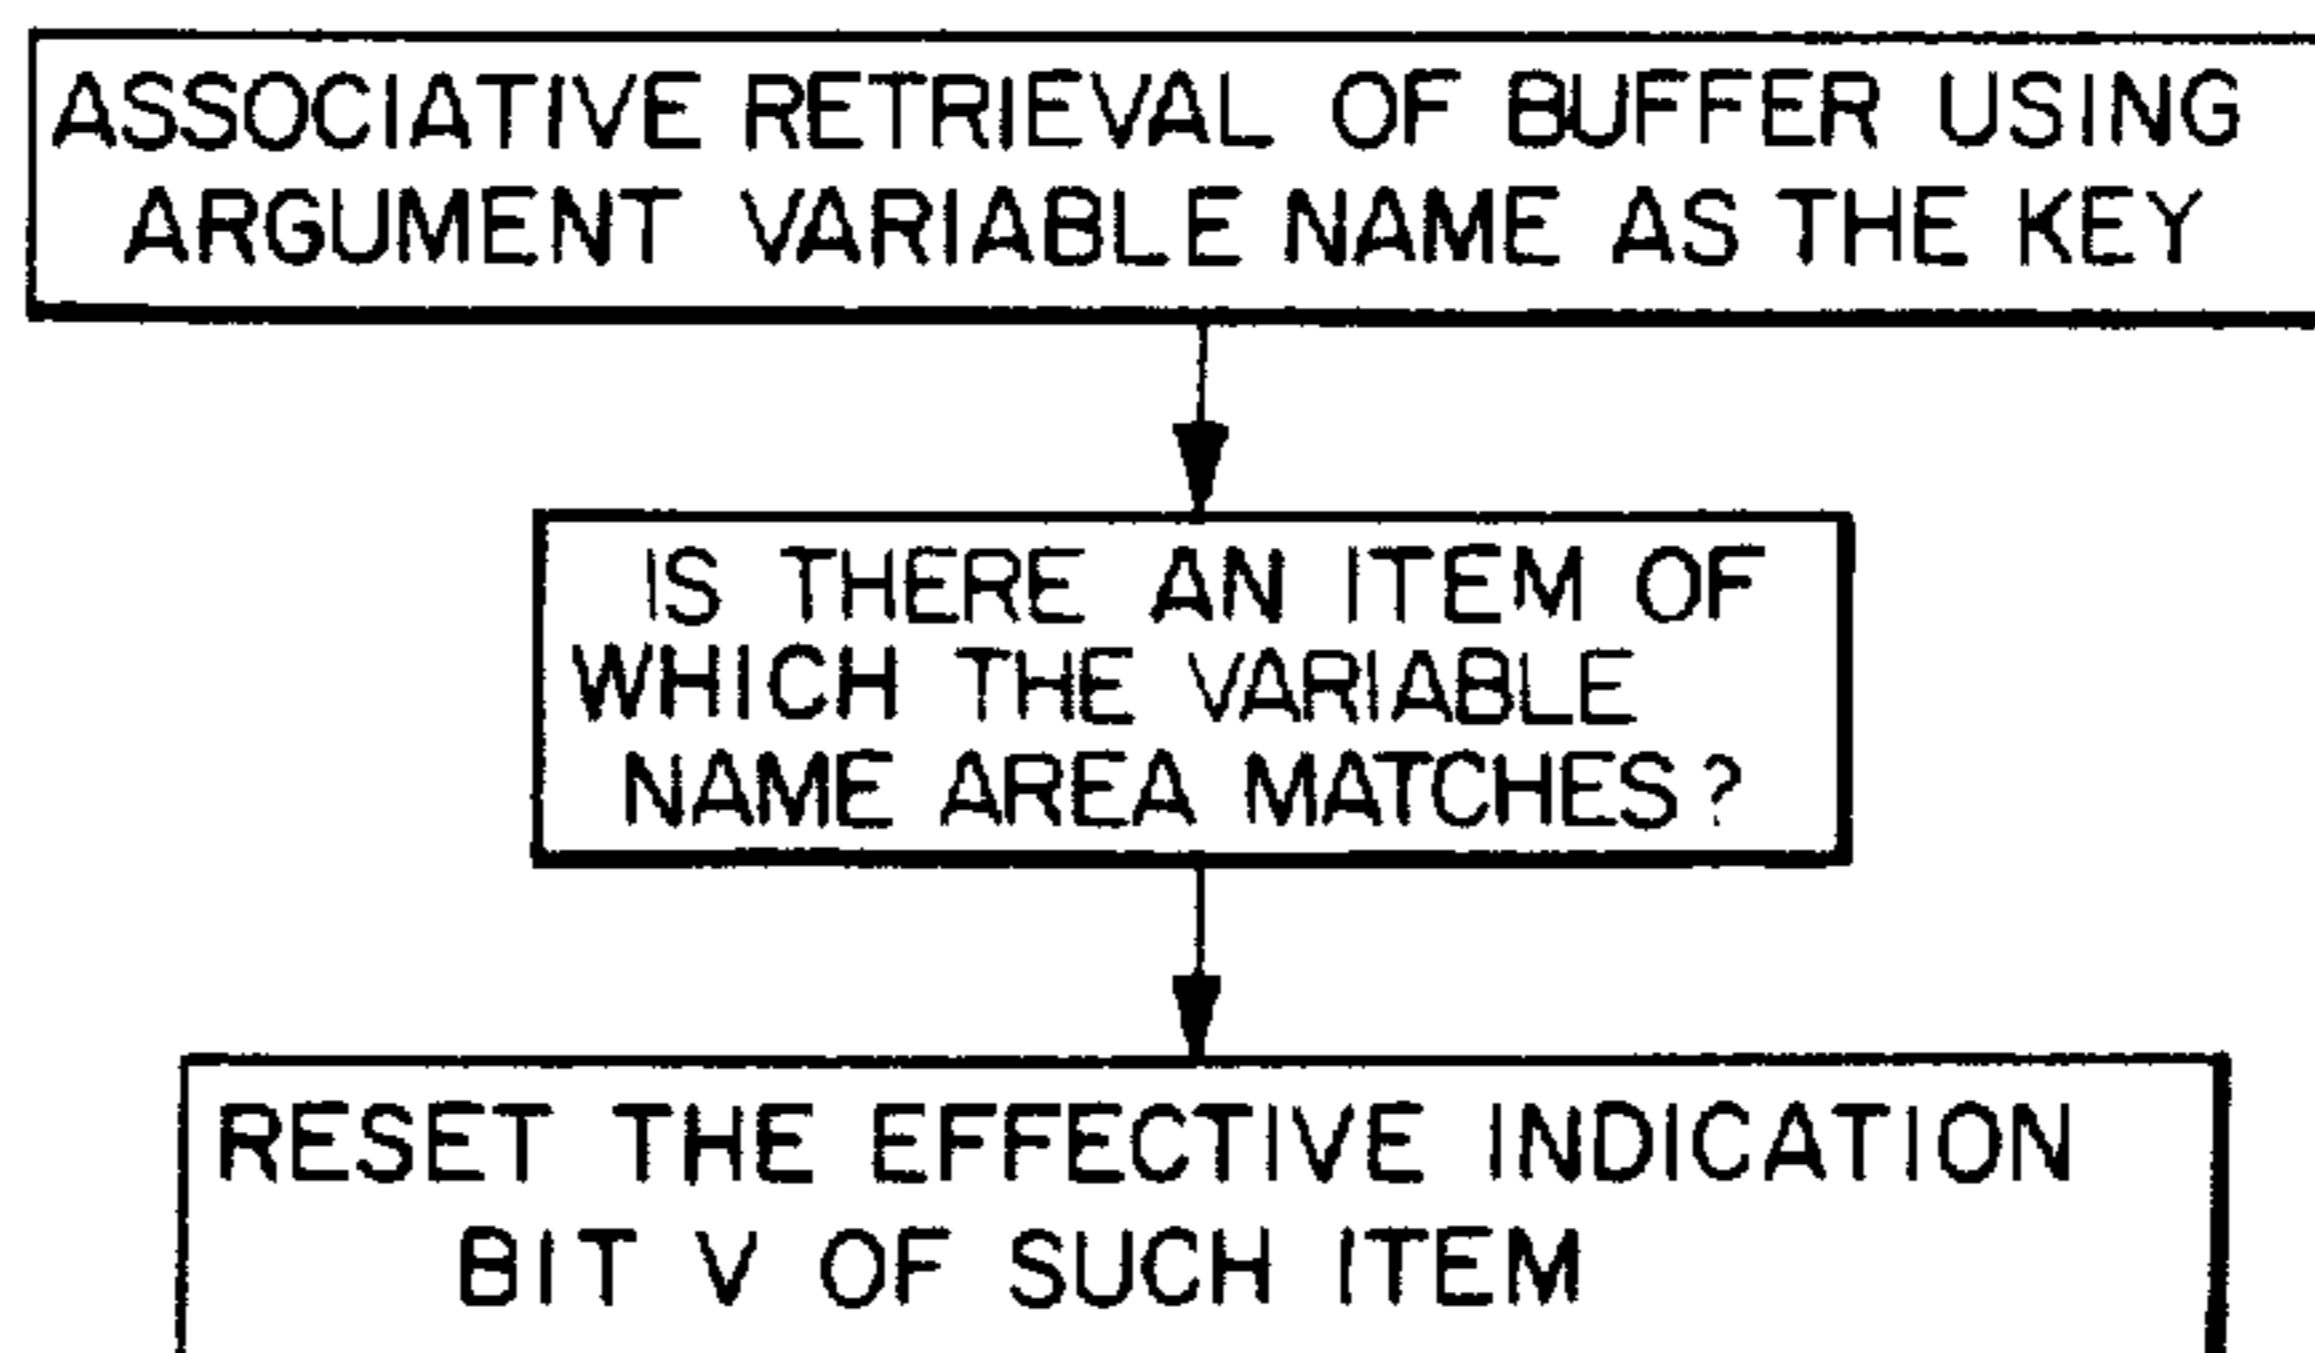 ASSOCIATIVE RETRIEVAL OF BUFFER USING
ARGUMENT VARIABLE NAME AS THE KEY
IS THERE AN ITEM OF
WHICH THE VARIABLE
NAME AREA MATCHES?
RESET THE EFFECTIVE INDICATION
BIT V OF SUCH ITEM